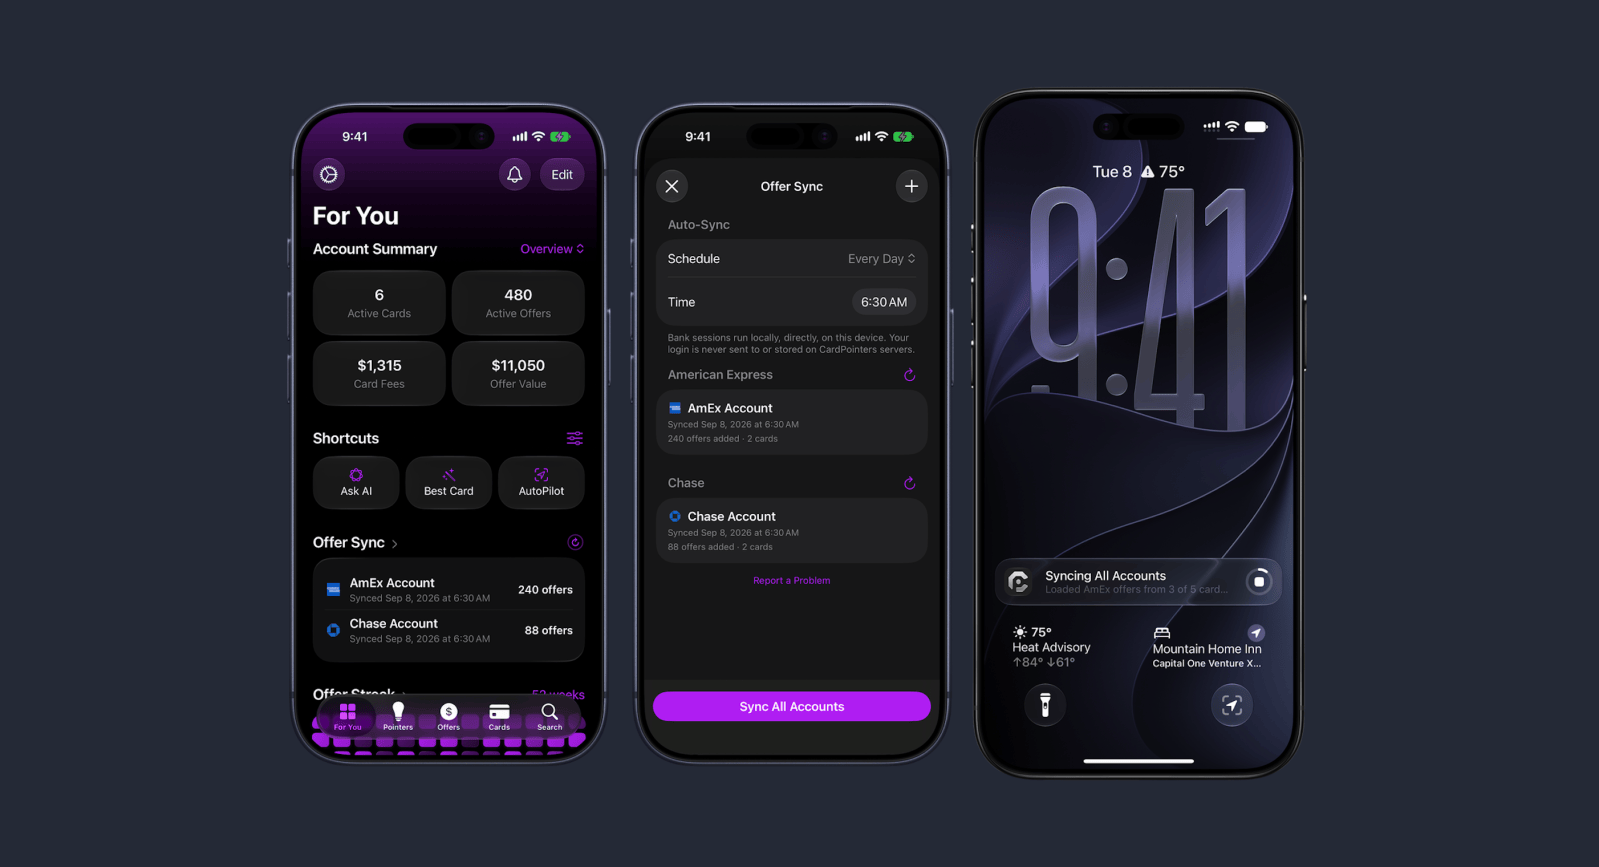 9:41
Edit
For You
Account Summary
Overview
6
Active Cards
480
Active Offers
$1,315
Card Fees
$11,050
Offer Value
Shortcuts
Ask AI
Best Card
AutoPilot
Offer Sync
AmEx Account
Synced Sep 8, 2026 at 6:30 AM
240 offers
Chase Account
Synced Sep 8, 2026 at 6:30 AM
88 offers
Offer Streak
52 weeks
For You
Pointers
Offers
Cards
Search
9:41
Offer Sync
Auto-Sync
Schedule
Every Day
Time
6:30 AM
Bank sessions run locally, directly, on this device. Your
login is never sent to or stored on CardPointers servers.
American Express
AmEx Account
Synced Sep 8, 2026 at 6:30 AM
240 offers added · 2 cards
Chase
Chase Account
Synced Sep 8, 2026 at 6:30 AM
88 offers added · 2 cards
Report a Problem
Sync All Accounts
Tue 8 75°
9:41
Syncing All Accounts
Loaded AmEx offers from 3 of 5 card...
75°
Heat Advisory
↑84° ↓61°
Mountain Home Inn
Capital One Venture X...